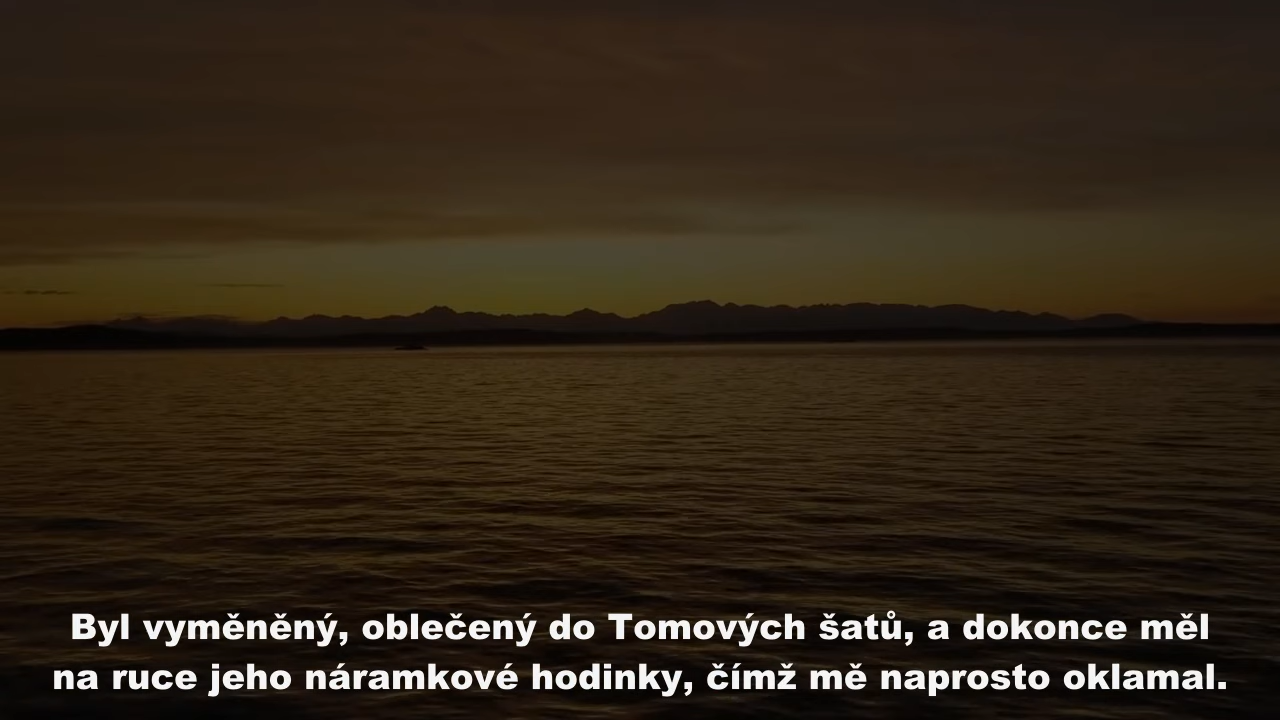 Byl vyměněný, oblečený do Tomových šatů, a dokonce měl
na ruce jeho náramkové hodinky, čímž mě naprosto oklamal.